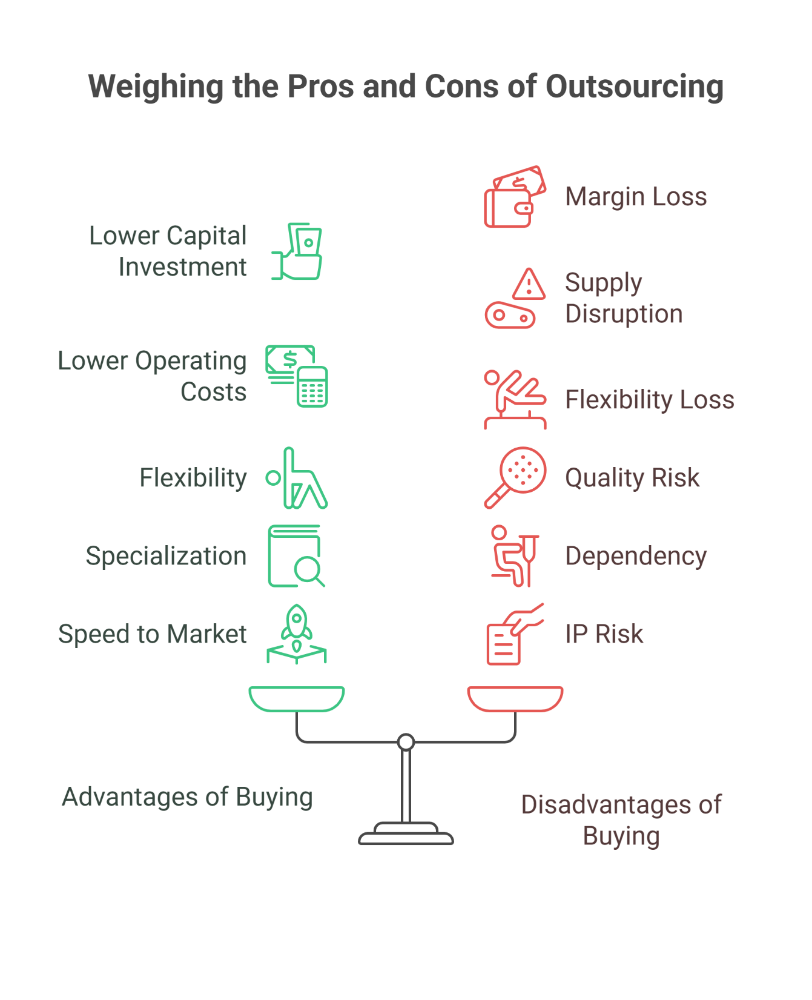 Weighing the Pros and Cons of Outsourcing
Lower Capital
Investment
Lower Operating
Costs
Flexibility
Specialization
Speed to Market
Margin Loss
Supply
Disruption
Flexibility Loss
Quality Risk
Dependency
IP Risk
Advantages of Buying
Disadvantages of
Buying